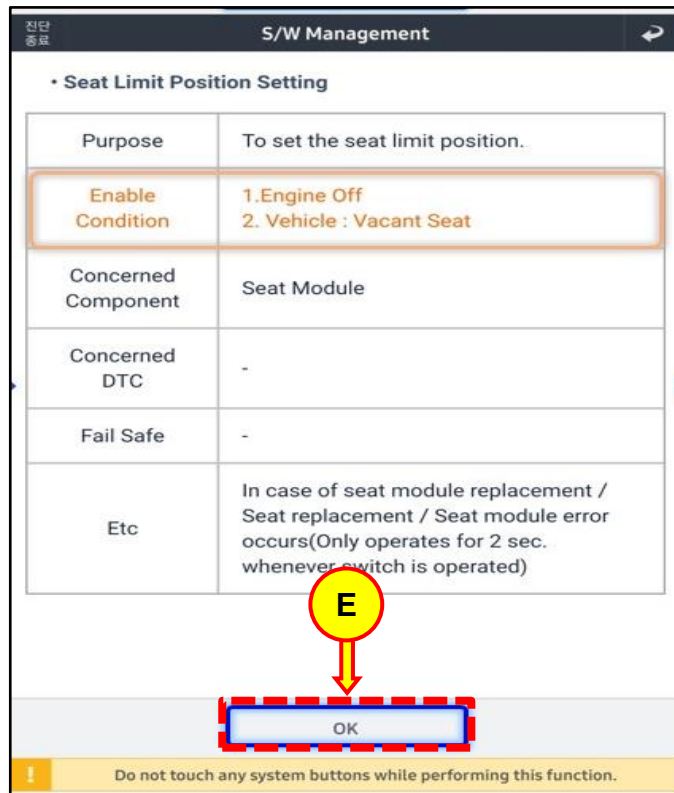 진단
종료
S/W Management
• Seat Limit Position Setting
Purpose
To set the seat limit position.
Enable
Condition
1.Engine Off
2. Vehicle : Vacant Seat
Concerned
Component
Seat Module
Concerned
DTC
-
Fail Safe
-
Etc
In case of seat module replacement /
Seat replacement / Seat module error
occurs(Only operates for 2 sec.
whenever switch is operated)
E
OK
! Do not touch any system buttons while performing this function.